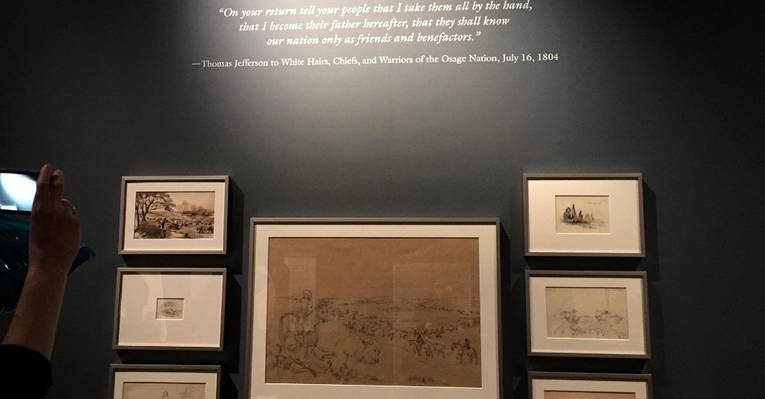 “On your return tell your people that I take them all by the hand,
that I become their father hereafter, that they shall know
our nation only as friends and benefactors.”
—Thomas Jefferson to White Hairs, Chiefs, and Warriors of the Osage Nation, July 16, 1804